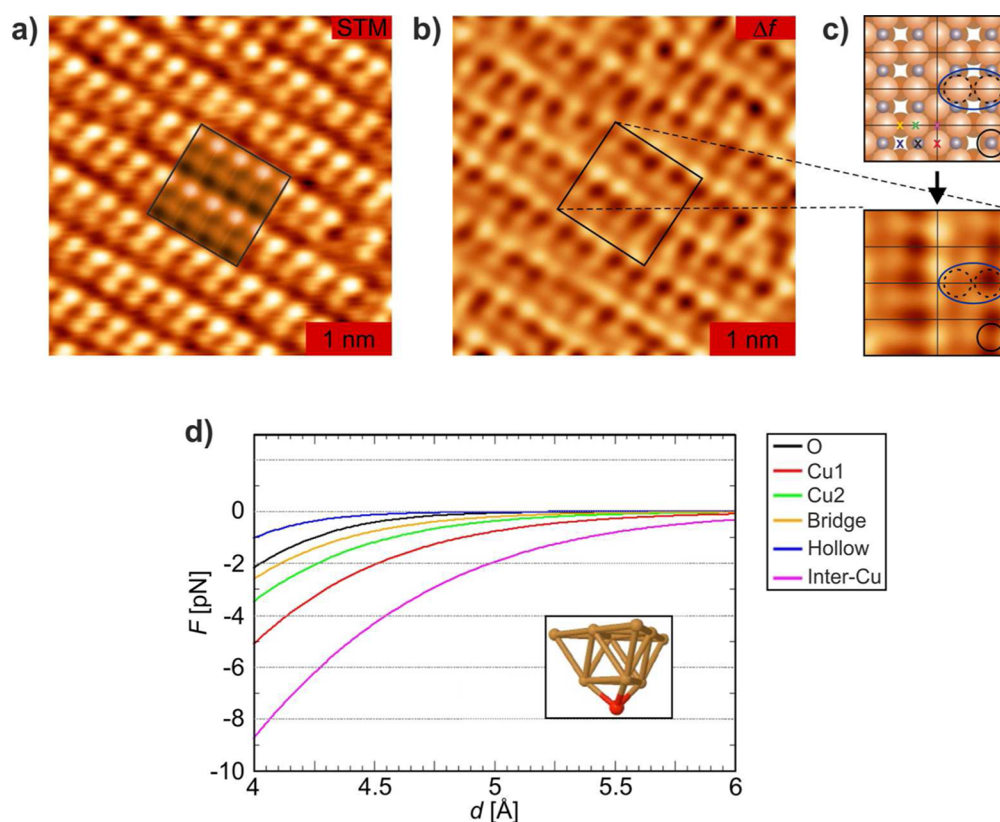 a)
STM
1 nm
b)
Δf
1 nm
c)
x x x
x x x
d)
F [pN]
0
-2
-4
-6
-8
-10
4
4.5
5
5.5
6
d [Å]
O
Cu1
Cu2
Bridge
Hollow
Inter-Cu